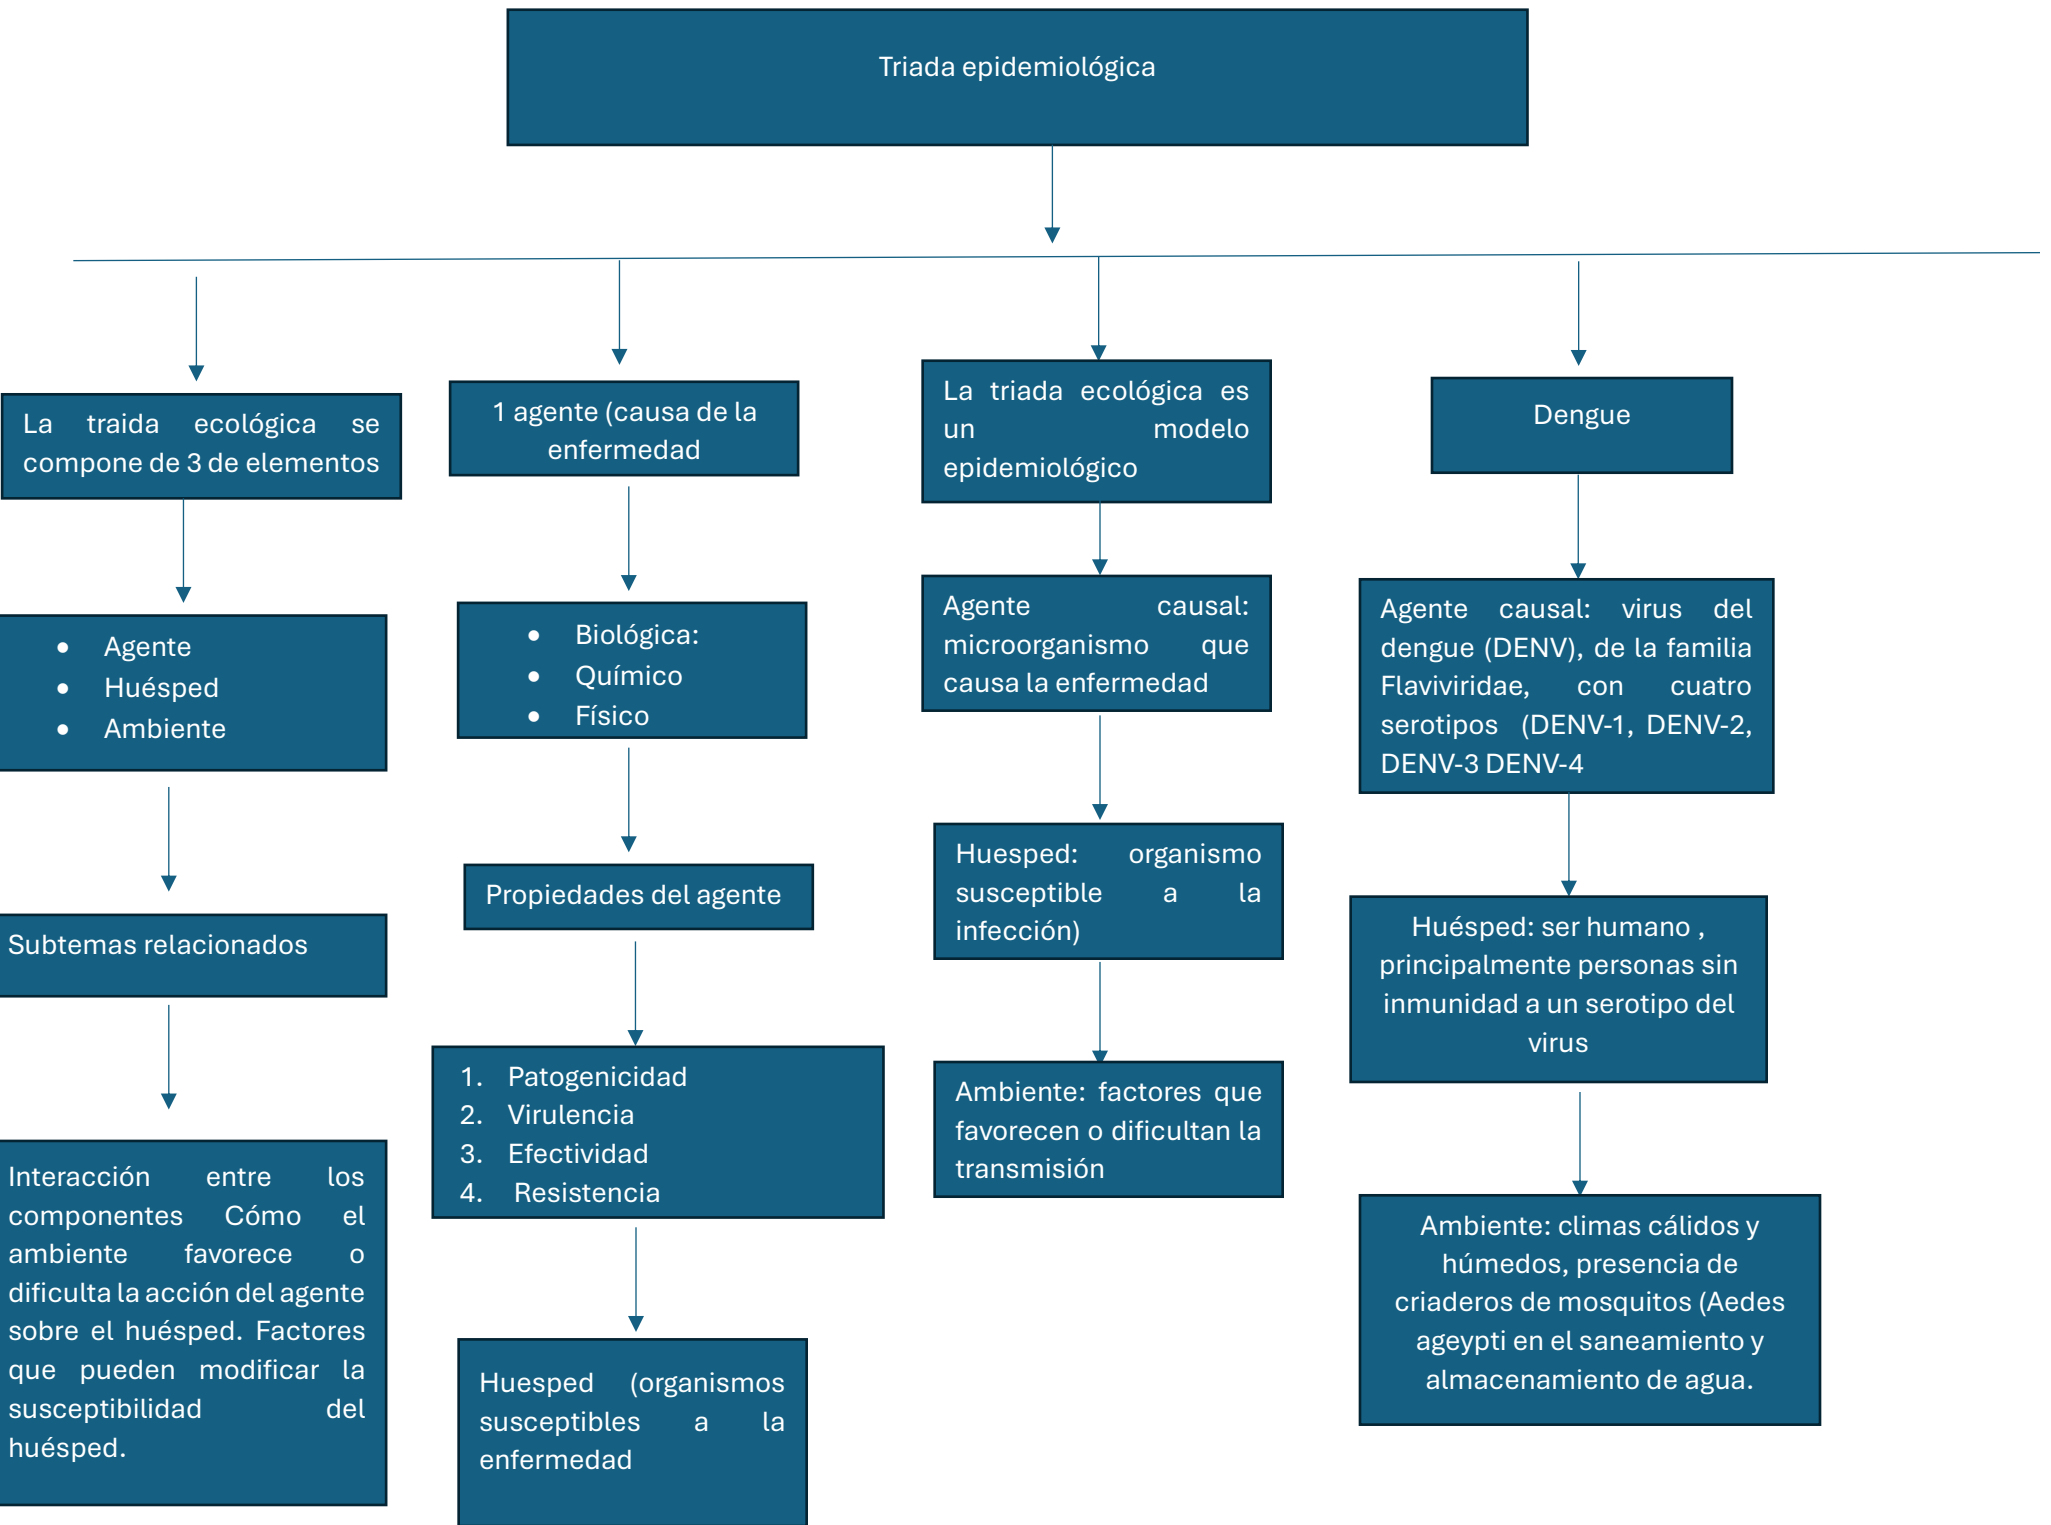 Triada epidemiológica
La traida ecológica se
compone de 3 de elementos
• Agente
• Huésped
• Ambiente
Subtemas relacionados
Interacción entre los
componentes Cómo el
ambiente favorece o
dificulta la acción del agente
sobre el huésped. Factores
que pueden modificar la
susceptibilidad del
huésped.
1 agente (causa de la
enfermedad
• Biológica:
• Químico
• Físico
Propiedades del agente
1. Patogenicidad
2. Virulencia
3. Efectividad
4. Resistencia
Huesped (organismos
susceptibles a la
enfermedad
La triada ecológica es
un modelo
epidemiológico
Agente causal:
microorganismo que
causa la enfermedad
Huesped: organismo
susceptible a la
infección)
Ambiente: factores que
favorecen o dificultan la
transmisión
Dengue
Agente causal: virus del
dengue (DENV), de la familia
Flaviviridae, con cuatro
serotipos (DENV-1, DENV-2,
DENV-3 DENV-4
Huésped: ser humano ,
principalmente personas sin
inmunidad a un serotipo del
virus
Ambiente: climas cálidos y
húmedos, presencia de
criaderos de mosquitos (Aedes
ageypti en el saneamiento y
almacenamiento de agua.